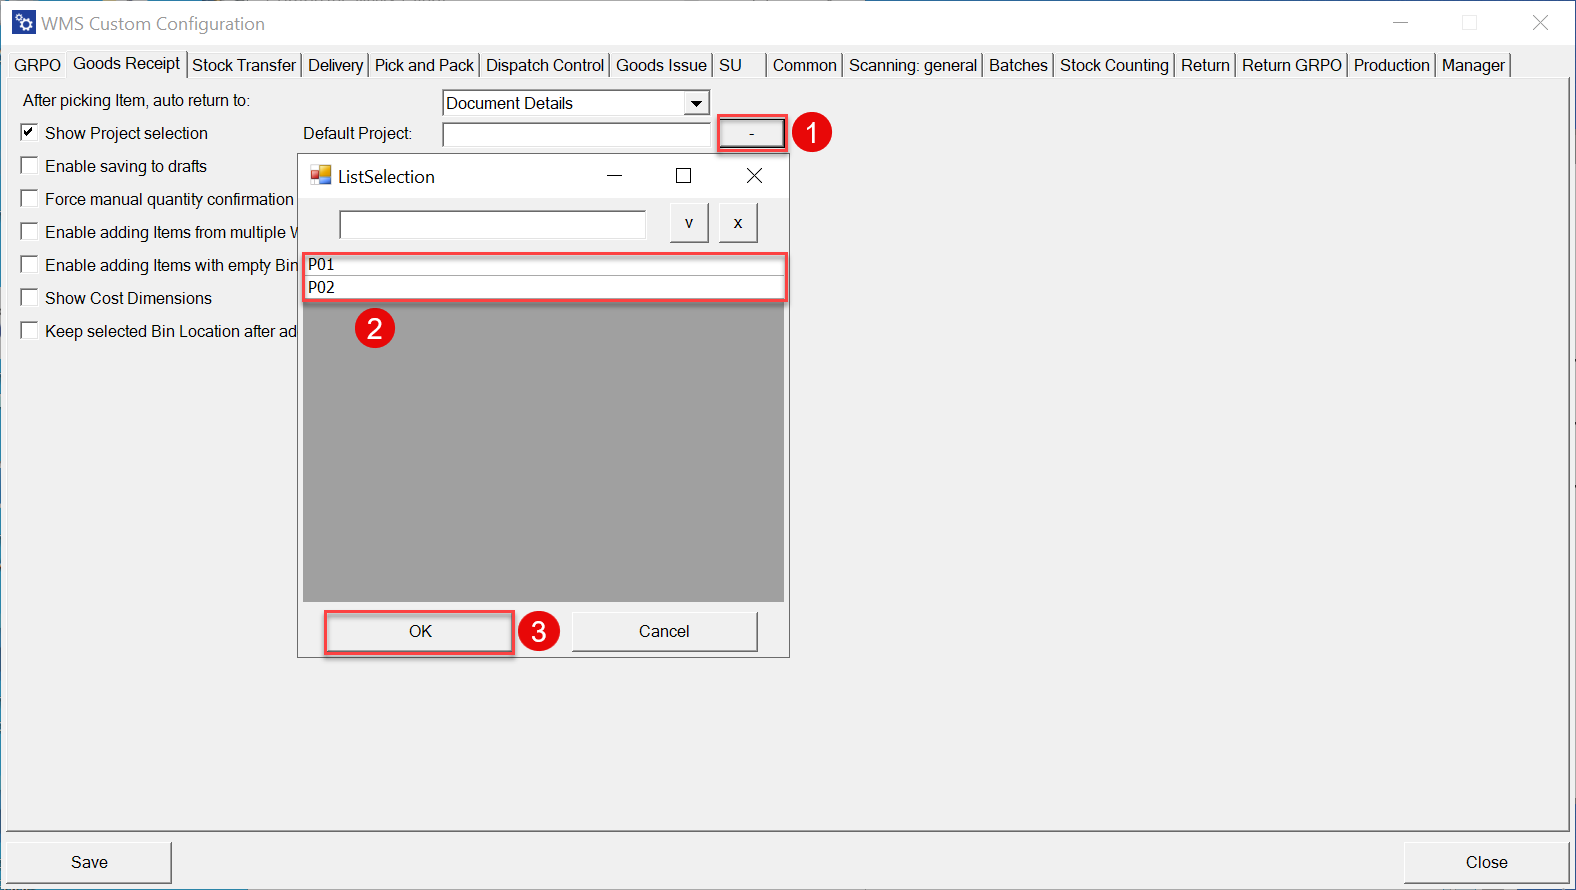 WMS Custom Configuration
GRPO Goods Receipt Stock Transfer Delivery Pick and Pack Dispatch Control Goods Issue SU Common Scanning: general Batches Stock Counting Return Return GRPO Production Manager
After picking Item, auto return to: Document Details
Show Project selection Default Project: - 1
Enable saving to drafts
Force manual quantity confirmation
Enable adding Items from multiple
Enable adding Items with empty Bin
Show Cost Dimensions
Keep selected Bin Location after ad
ListSelection
v x
P01
P02
2
OK 3 Cancel
Save Close